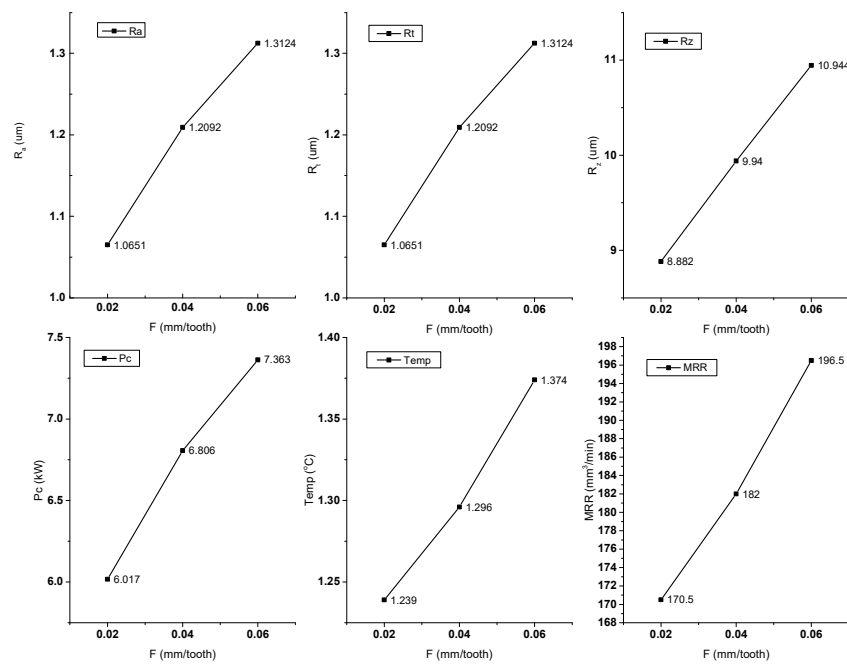 Ra
1.3124
1.2092
1.0651
1.3
1.2
1.1
1.0
Rₐ (um)
0.02 0.04 0.06
F (mm/tooth)
Rt
1.3124
1.2092
1.0651
1.3
1.2
1.1
1.0
Rₜ (um)
0.02 0.04 0.06
F (mm/tooth)
Rz
10.944
9.94
8.882
11
10
9
R_z (um)
0.02 0.04 0.06
F (mm/tooth)
Pc
7.363
6.806
6.017
7.5
7.0
6.5
6.0
Pc (kW)
0.02 0.04 0.06
F (mm/tooth)
Temp
1.374
1.296
1.239
1.40
1.35
1.30
1.25
Temp (°C)
0.02 0.04 0.06
F (mm/tooth)
MRR
196.5
182
170.5
198
196
194
192
190
188
186
184
182
180
178
176
174
172
170
168
MRR (mm³/min)
0.02 0.04 0.06
F (mm/tooth)